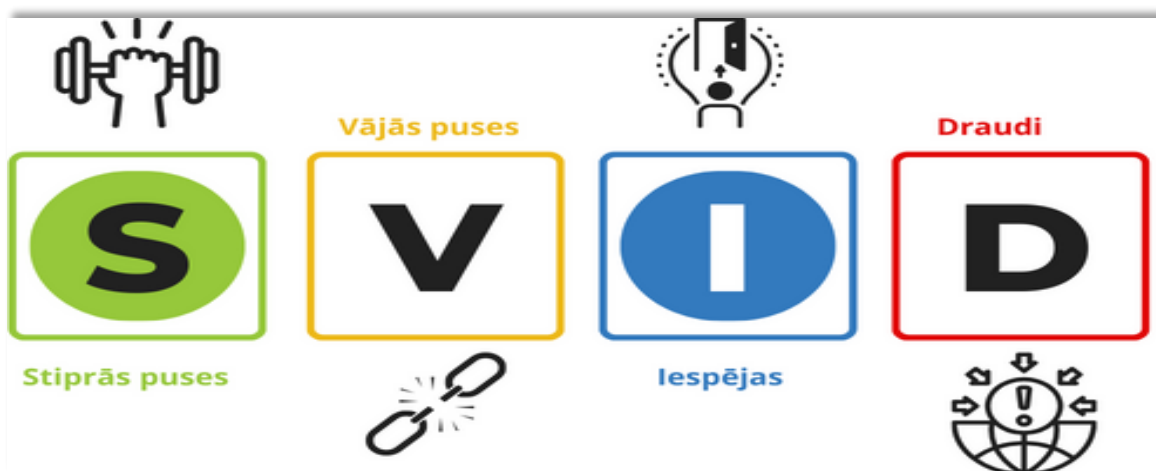 Vājās puses
Draudi
S
V
I
D
Stiprās puses
Iespējas